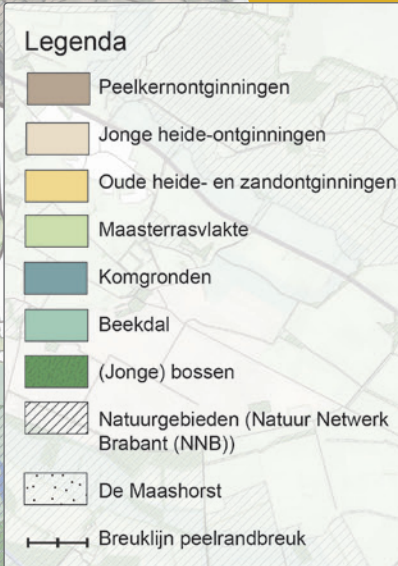 Legenda
Peelkernontginningen
Jonge heide-ontginningen
Oude heide- en zandontginningen
Maasterrasvlakte
Komgronden
Beekdal
(Jonge) bossen
Natuurgebieden (Natuur Netwerk
Brabant (NNB))
De Maashorst
Breuklijn peelrandbreuk